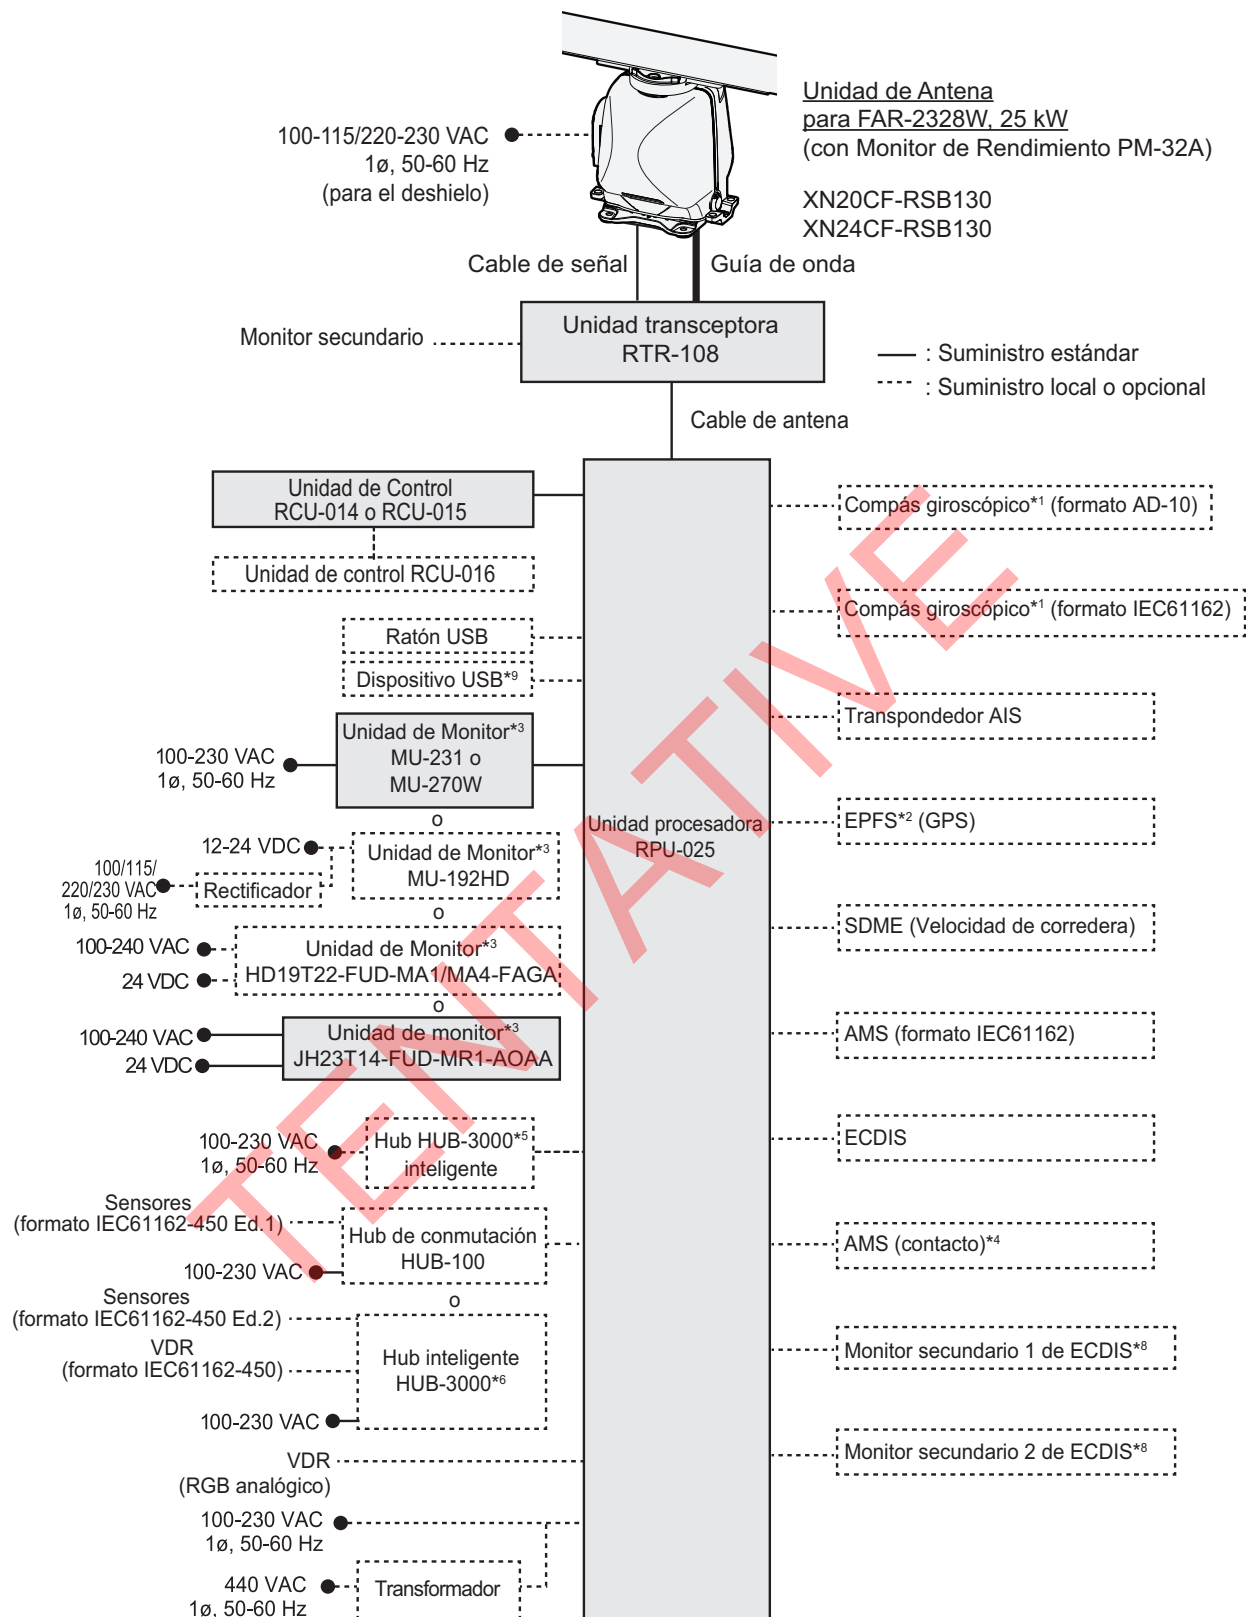 Unidad de Antena
para FAR-2328W, 25 kW
(con Monitor de Rendimiento PM-32A)
XN20CF-RSB130
XN24CF-RSB130
100-115/220-230 VAC
1ø, 50-60 Hz
(para el deshielo)
Cable de señal
Guía de onda
Monitor secundario
Unidad transceptora
RTR-108
: Suministro estándar
: Suministro local o opcional
Cable de antena
Unidad de Control
RCU-014 o RCU-015
Unidad de control RCU-016
Ratón USB
Dispositivo USB*9
100-230 VAC
1ø, 50-60 Hz
Unidad de Monitor*3
MU-231 o
MU-270W
o
12-24 VDC
100/115/
220/230 VAC
1ø, 50-60 Hz
Rectificador
Unidad de Monitor*3
MU-192HD
o
100-240 VAC
24 VDC
Unidad de Monitor*3
HD19T22-FUD-MA1/MA4-FAGA
o
100-240 VAC
24 VDC
Unidad de monitor*3
JH23T14-FUD-MR1-AOAA
100-230 VAC
1ø, 50-60 Hz
Hub HUB-3000*5
inteligente
Sensores
(formato IEC61162-450 Ed.1)
100-230 VAC
Hub de conmutación
HUB-100
o
Sensores
(formato IEC61162-450 Ed.2)
VDR
(formato IEC61162-450)
100-230 VAC
Hub inteligente
HUB-3000*6
VDR
(RGB analógico)
100-230 VAC
1ø, 50-60 Hz
440 VAC
1ø, 50-60 Hz
Transformador
Unidad procesadora
RPU-025
Compás giroscópico*1 (formato AD-10)
Compás giroscópico*1 (formato IEC61162)
Transpondedor AIS
EPFS*2 (GPS)
SDME (Velocidad de corredera)
AMS (formato IEC61162)
ECDIS
AMS (contacto)*4
Monitor secundario 1 de ECDIS*8
Monitor secundario 2 de ECDIS*8
TENTATIVE